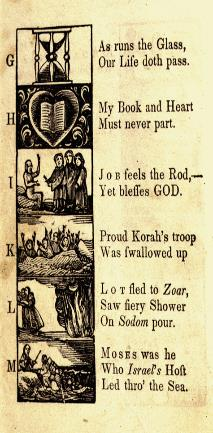 G
As runs the Glass,
Our Life doth pass.
H
My Book and Heart
Must never part.
I
JOB feels the Rod,—
Yet bleſſes GOD.
K
Proud Korah's troop
Was ſwallowed up
L
LOT fled to Zoar,
Saw fiery Shower
On Sodom pour.
M
MOSES was he
Who Israel's Hoſt
Led thro' the Sea.